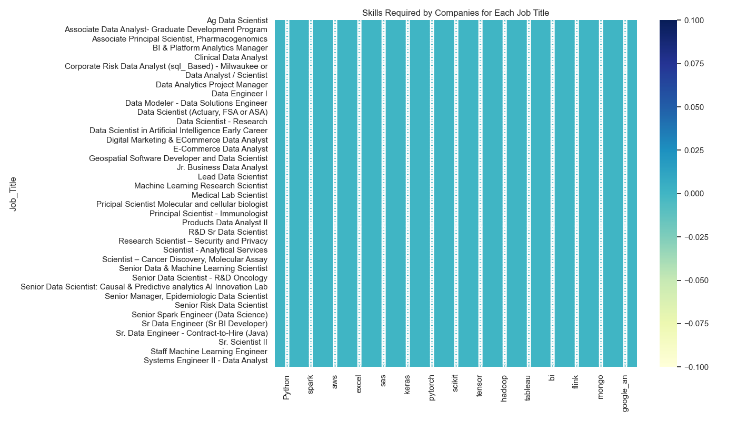 Skills Required by Companies for Each Job Title
Job_Title
Ag Data Scientist
Associate Data Analyst- Graduate Development Program
Associate Principal Scientist, Pharmacogenomics
BI & Platform Analytics Manager
Clinical Data Analyst
Corporate Risk Data Analyst (sql_ Based) - Milwaukee or
Data Analyst / Scientist
Data Analytics Project Manager
Data Engineer I
Data Modeler - Data Solutions Engineer
Data Scientist (Actuary, FSA or ASA)
Data Scientist - Research
Data Scientist in Artificial Intelligence Early Career
Digital Marketing & ECommerce Data Analyst
E-Commerce Data Analyst
Geospatial Software Developer and Data Scientist
Jr. Business Data Analyst
Lead Data Scientist
Machine Learning Research Scientist
Medical Lab Scientist
Pricipal Scientist Molecular and cellular biologist
Principal Scientist - Immunologist
Products Data Analyst II
R&D Sr Data Scientist
Research Scientist – Security and Privacy
Scientist - Analytical Services
Scientist – Cancer Discovery, Molecular Assay
Senior Data & Machine Learning Scientist
Senior Data Scientist - R&D Oncology
Senior Data Scientist: Causal & Predictive analytics AI Innovation Lab
Senior Manager, Epidemiologic Data Scientist
Senior Risk Data Scientist
Senior Spark Engineer (Data Science)
Sr Data Engineer (Sr BI Developer)
Sr. Data Engineer - Contract-to-Hire (Java)
Sr. Scientist II
Staff Machine Learning Engineer
Systems Engineer II - Data Analyst
Python
spark
aws
excel
sas
keras
pytorch
scikit
tensor
hadoop
tableau
bi
flink
mongo
google_an
0.100
0.075
0.050
0.025
0.000
−0.025
−0.050
−0.075
−0.100